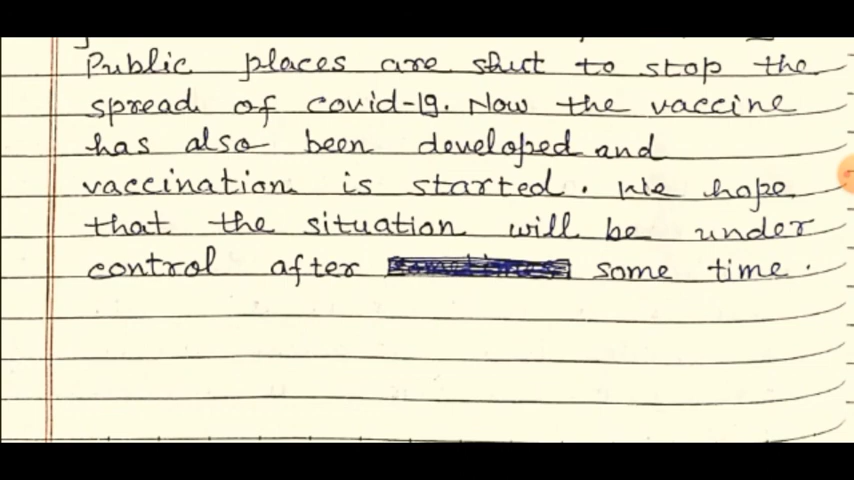 Public places are shut to stop the
spread of covid-19. Now the vaccine
has also been developed and
vaccination is started. We hope
that the situation will be under
control after some time.